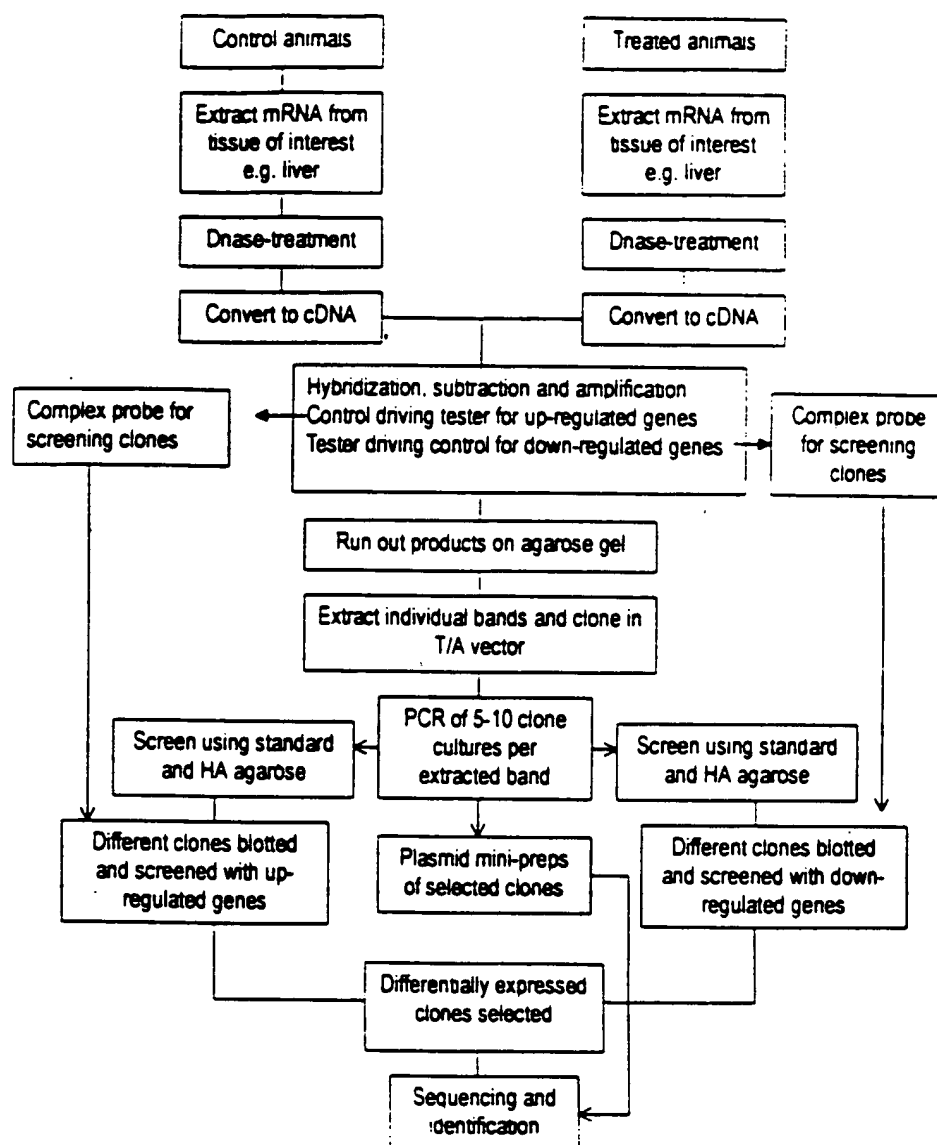 Control animals
Treated animals
Extract mRNA from
tissue of interest
e.g. liver
Extract mRNA from
tissue of interest
e.g. liver
Dnase-treatment
Dnase-treatment
Convert to cDNA
Convert to cDNA
Hybridization, subtraction and amplification
Control driving tester for up-regulated genes
Tester driving control for down-regulated genes
Complex probe for
screening clones
Complex probe
for screening
clones
Run out products on agarose gel
Extract individual bands and clone in
T/A vector
PCR of 5-10 clone
cultures per
extracted band
Screen using standard
and HA agarose
Screen using standard
and HA agarose
Different clones blotted
and screened with up-
regulated genes
Plasmid mini-preps
of selected clones
Different clones blotted
and screened with down-
regulated genes
Differentially expressed
clones selected
Sequencing and
identification